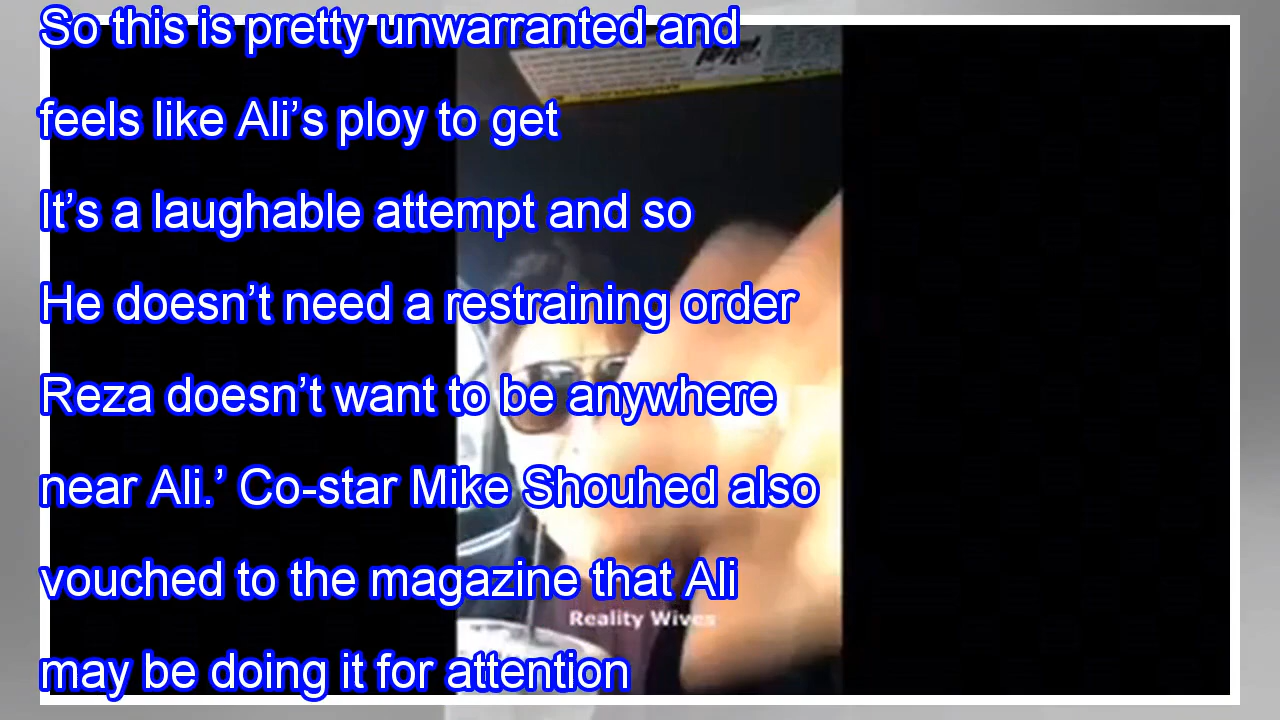 So this is pretty unwarranted and
feels like Ali’s ploy to get
It’s a laughable attempt and so
He doesn’t need a restraining order
Reza doesn’t want to be anywhere
near Ali.’ Co-star Mike Shouhed also
vouched to the magazine that Ali
Reality Wives
may be doing it for attention